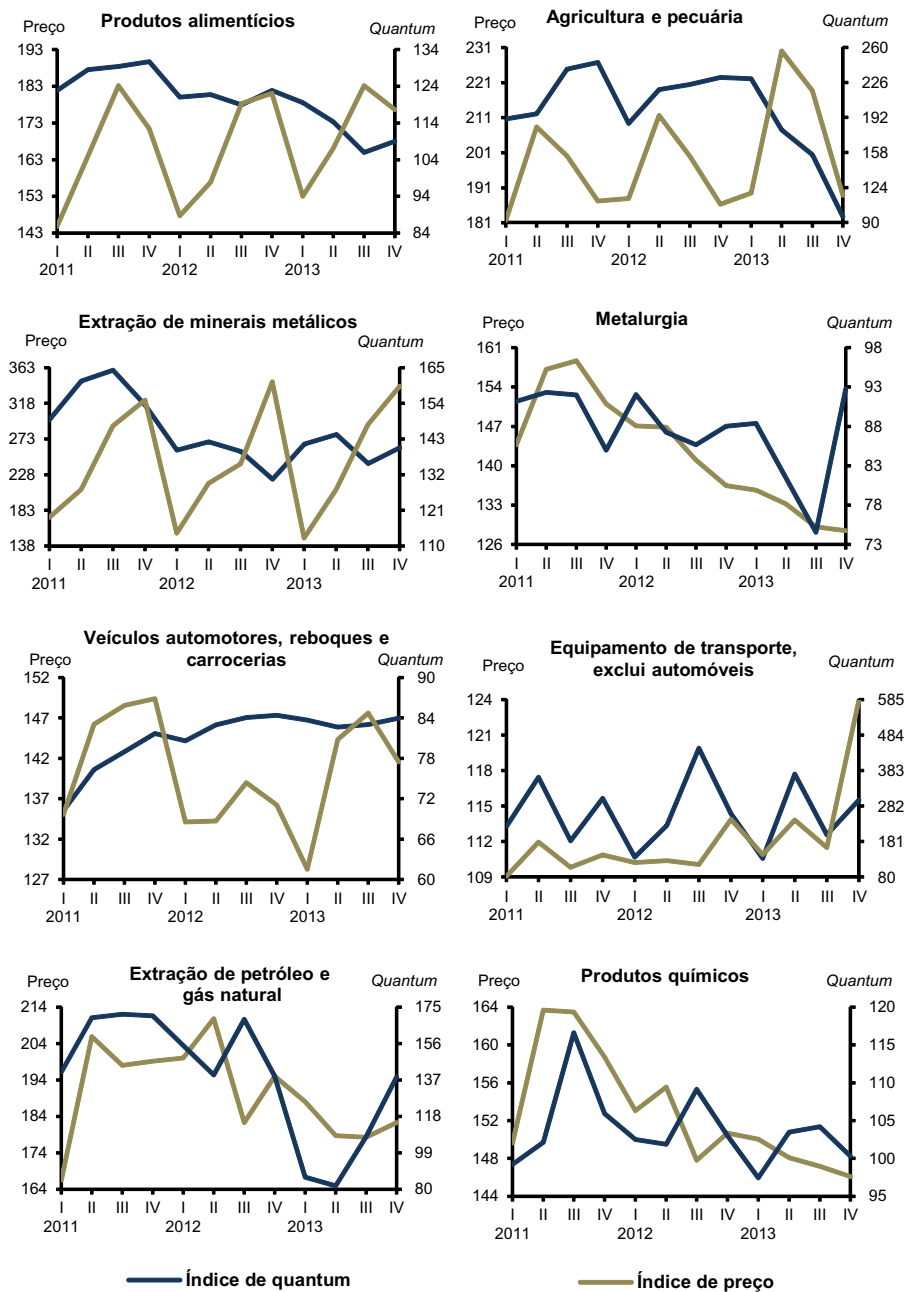 Produtos alimentícios
Preço
Quantum
193
183
173
163
153
143
134
124
114
104
94
84
I II III IV I II III IV I II III IV
2011 2012 2013
Agricultura e pecuária
Preço
Quantum
231
221
211
201
191
181
260
226
192
158
124
90
I II III IV I II III IV I II III IV
2011 2012 2013
Extração de minerais metálicos
Preço
Quantum
363
318
273
228
183
138
165
154
143
132
121
110
I II III IV I II III IV I II III IV
2011 2012 2013
Metalurgia
Preço
Quantum
161
154
147
140
133
126
98
93
88
83
78
73
I II III IV I II III IV I II III IV
2011 2012 2013
Veículos automotores, reboques e
carrocerias
Preço
Quantum
152
147
142
137
132
127
90
84
78
72
66
60
I II III IV I II III IV I II III IV
2011 2012 2013
Equipamento de transporte,
exclui automóveis
Preço
Quantum
124
121
118
115
112
109
585
484
383
282
181
80
I II III IV I II III IV I II III IV
2011 2012 2013
Extração de petróleo e
gás natural
Preço
Quantum
214
204
194
184
174
164
175
156
137
118
99
80
I II III IV I II III IV I II III IV
2011 2012 2013
Produtos químicos
Preço
Quantum
164
160
156
152
148
144
120
115
110
105
100
95
I II III IV I II III IV I II III IV
2011 2012 2013
Índice de quantum
Índice de preço